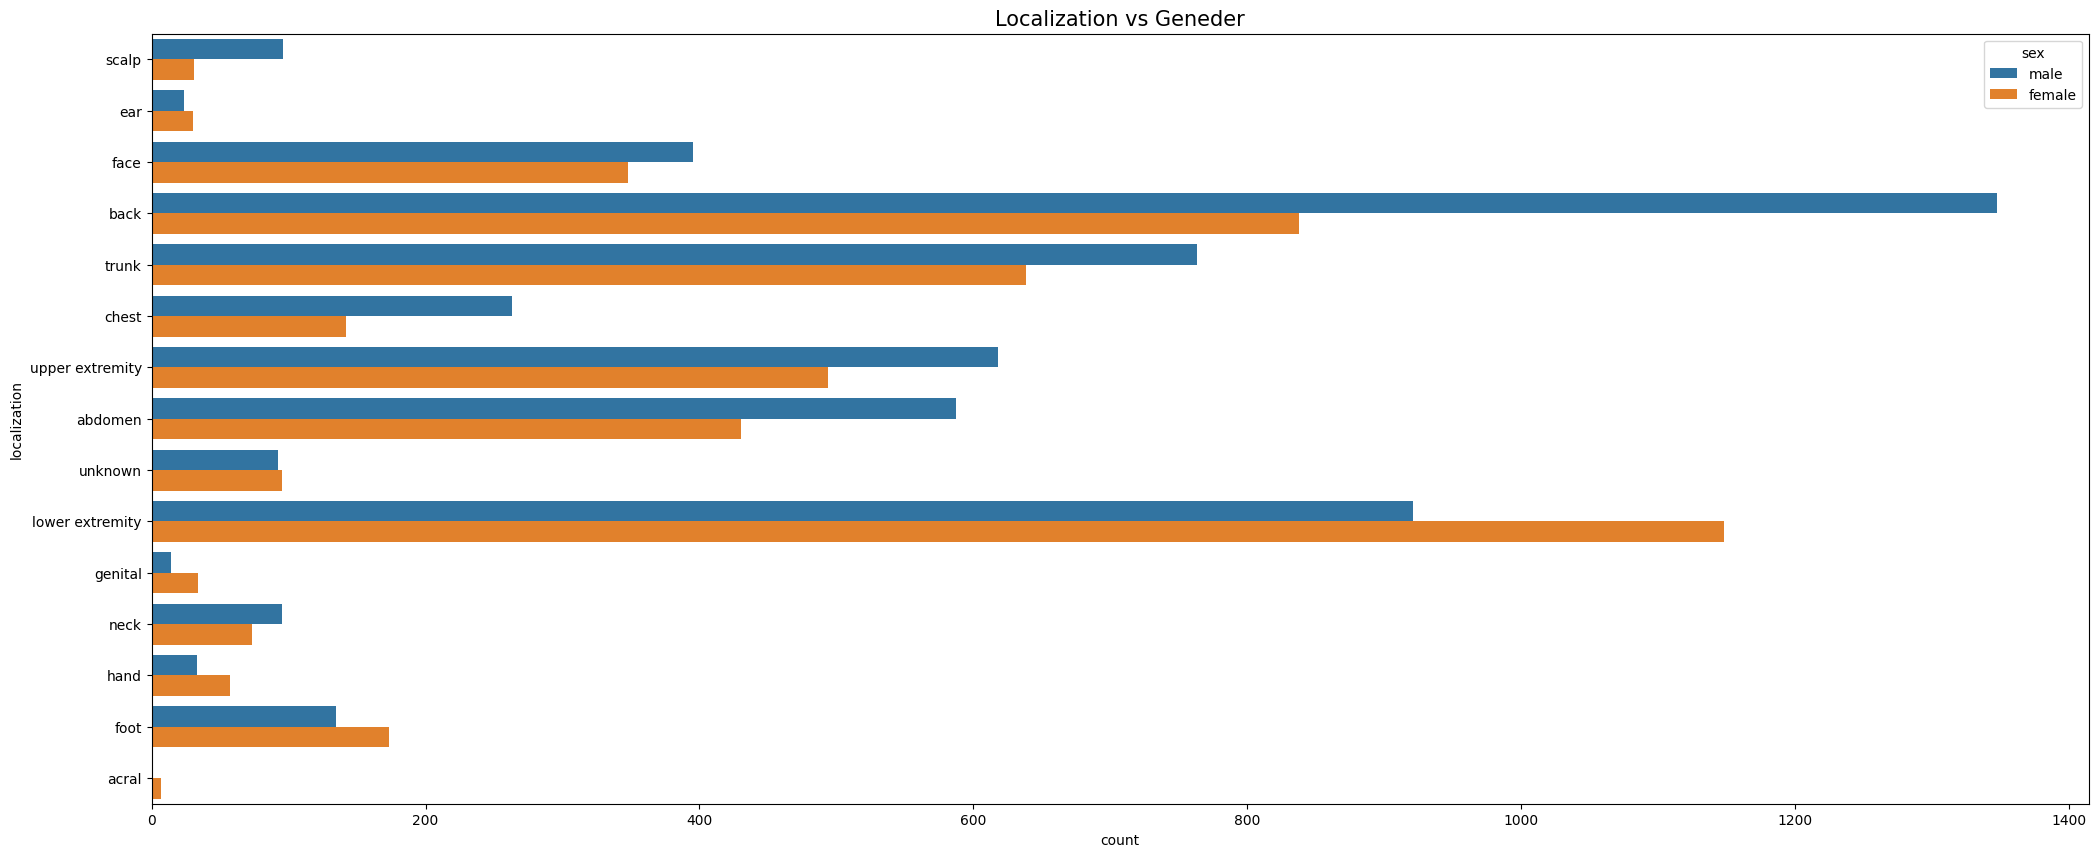 Localization vs Geneder
sex
male
female
localization
scalp
ear
face
back
trunk
chest
upper extremity
abdomen
unknown
lower extremity
genital
neck
hand
foot
acral
0 200 400 600 800 1000 1200 1400
count